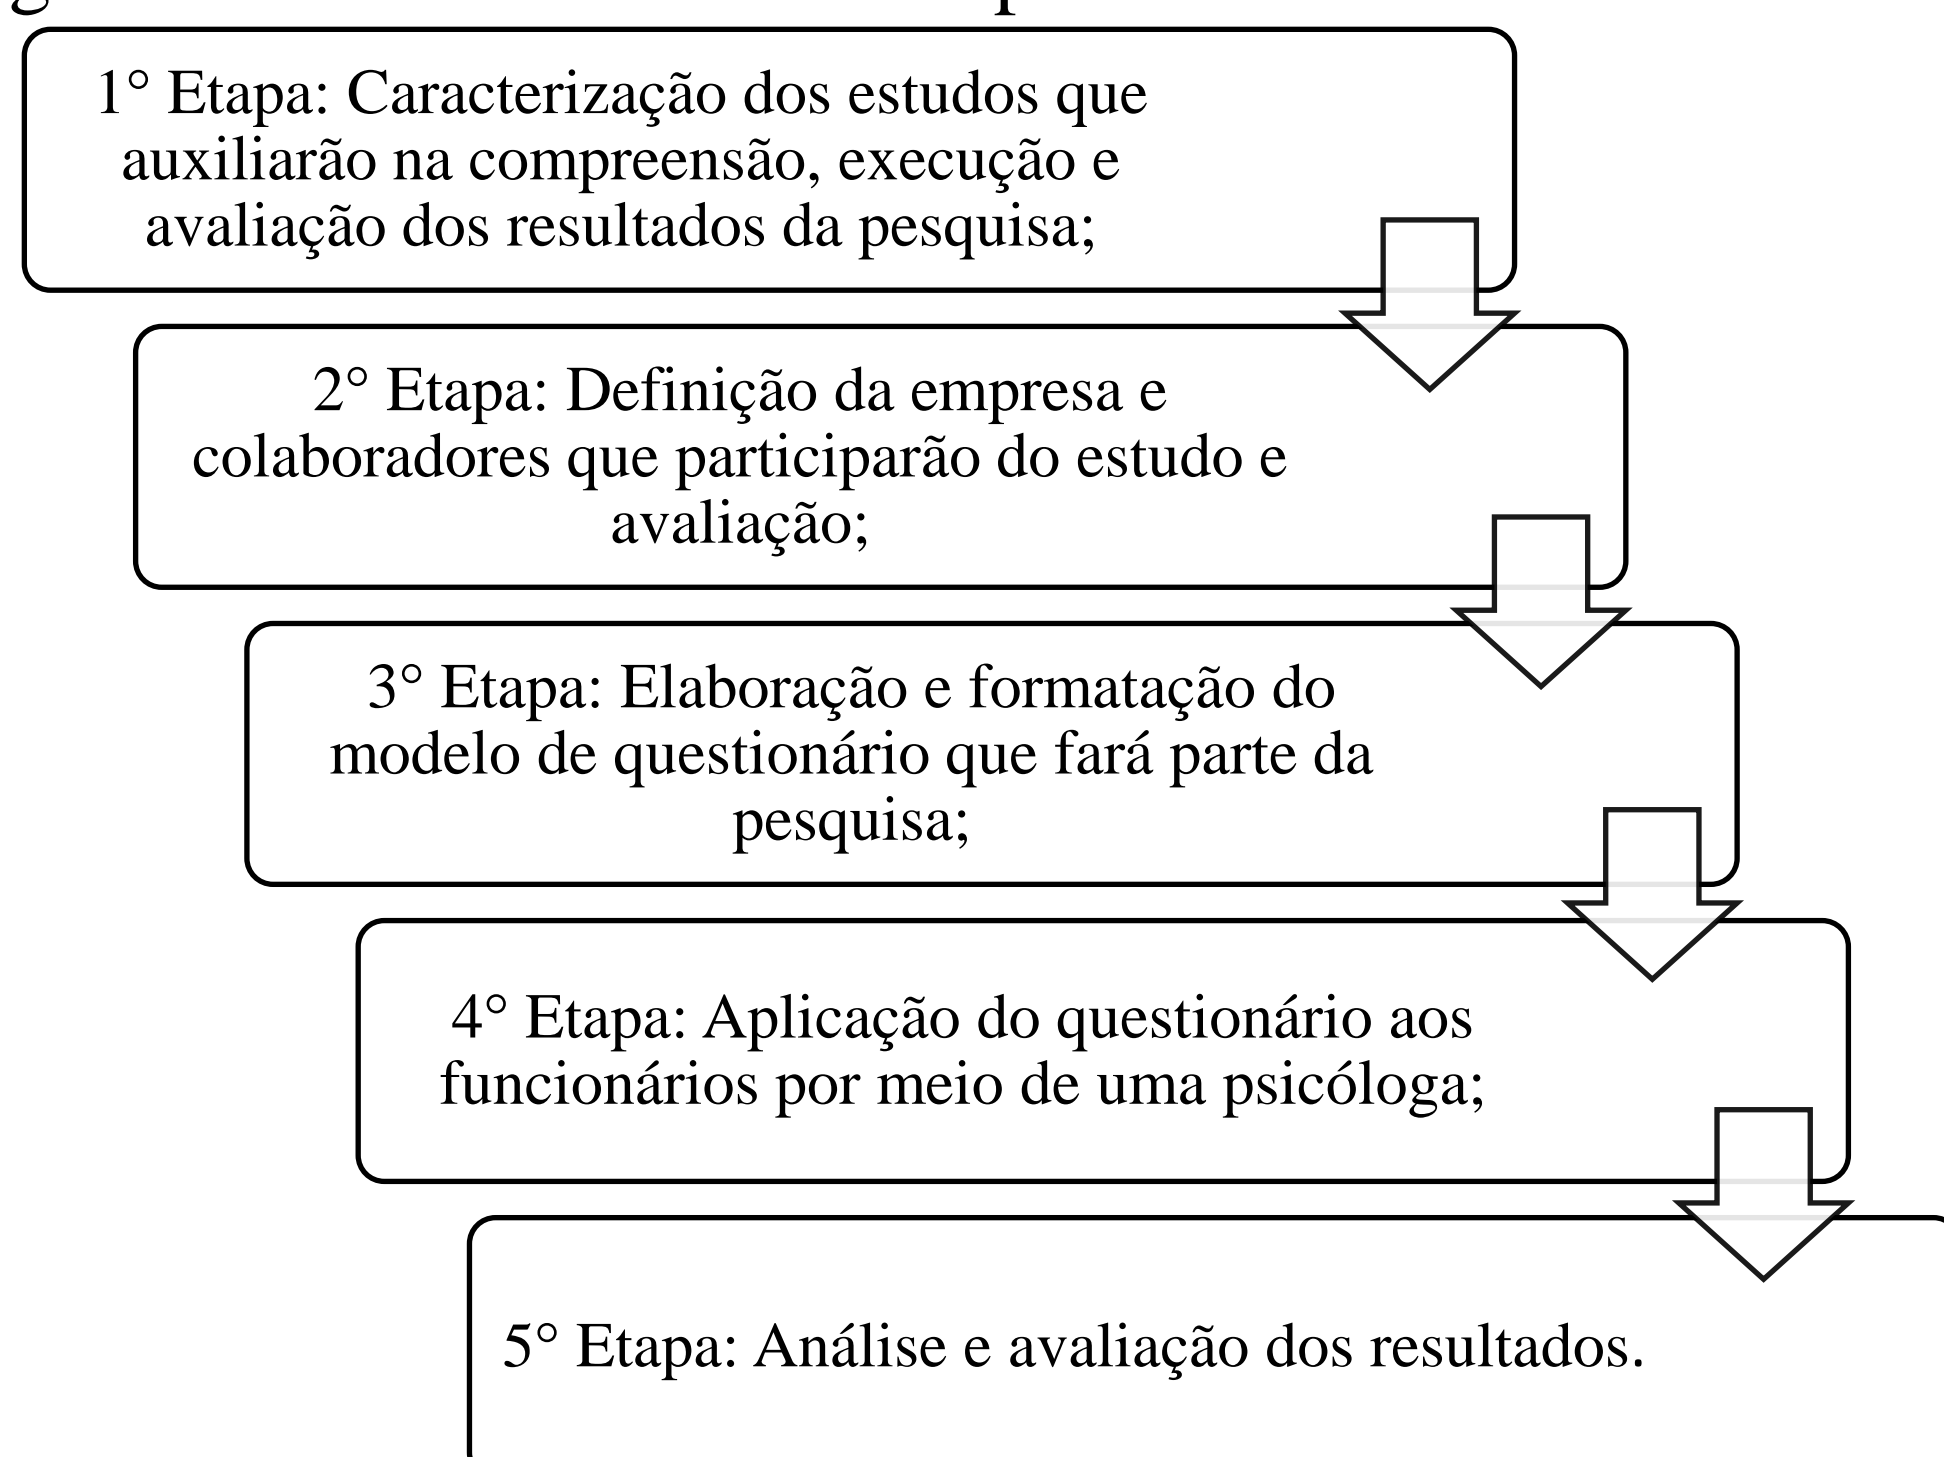 1° Etapa: Caracterização dos estudos que
auxiliarão na compreensão, execução e
avaliação dos resultados da pesquisa;
2° Etapa: Definição da empresa e
colaboradores que participarão do estudo e
avaliação;
3° Etapa: Elaboração e formatação do
modelo de questionário que fará parte da
pesquisa;
4° Etapa: Aplicação do questionário aos
funcionários por meio de uma psicóloga;
5° Etapa: Análise e avaliação dos resultados.